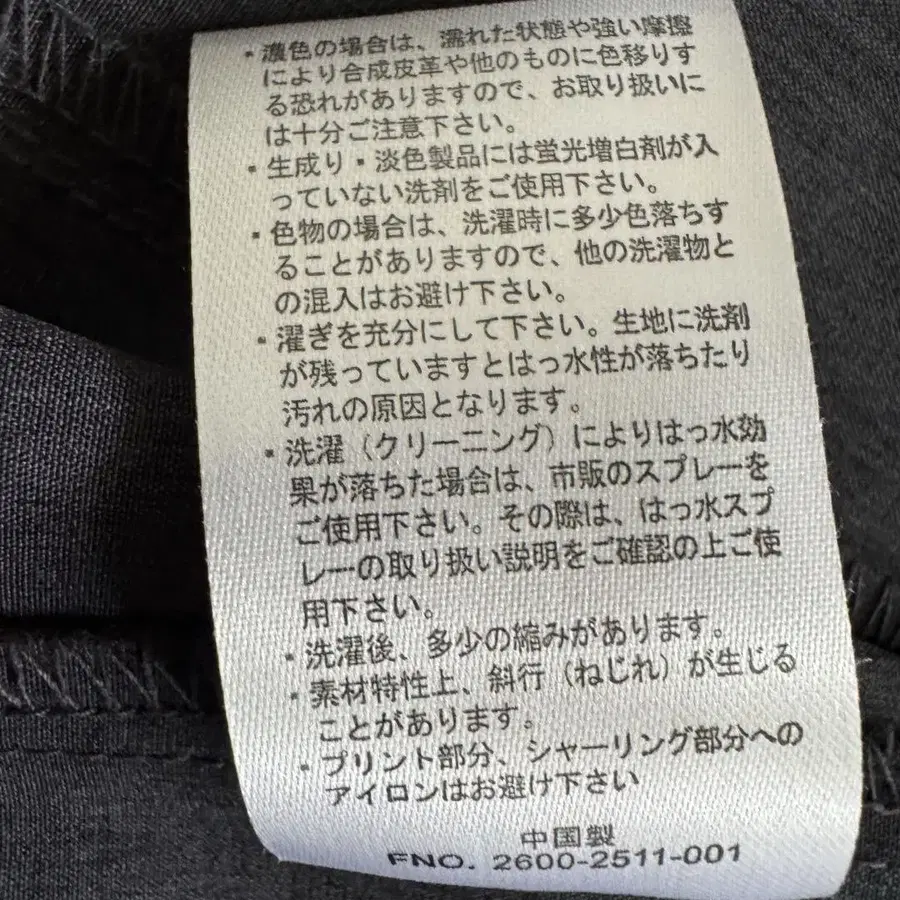 ・濃色の場合は、濡れた状態や強い摩擦
により合成皮革や他のものに色移りす
る恐れがありますので、お取り扱いに
は十分ご注意下さい。
・生成り・淡色製品には蛍光増白剤が入
っていない洗剤をご使用下さい。
・色物の場合は、洗濯時に多少色落ちす
ることがありますので、他の洗濯物と
の混入はお避け下さい。
・濯ぎを充分にして下さい。生地に洗剤
が残っていますとはっ水性が落ちたり
汚れの原因となります。
・洗濯（クリーニング）によりはっ水効
果が落ちた場合は、市販のスプレーを
ご使用下さい。その際は、はっ水スプ
レーの取り扱い説明をご確認の上ご使
用下さい。
・洗濯後、多少の縮みがあります。
・素材特性上、斜行（ねじれ）が生じる
ことがあります。
・プリント部分、シャーリング部分への
アイロンはお避け下さい
中国製
FNO. 2600-2511-001